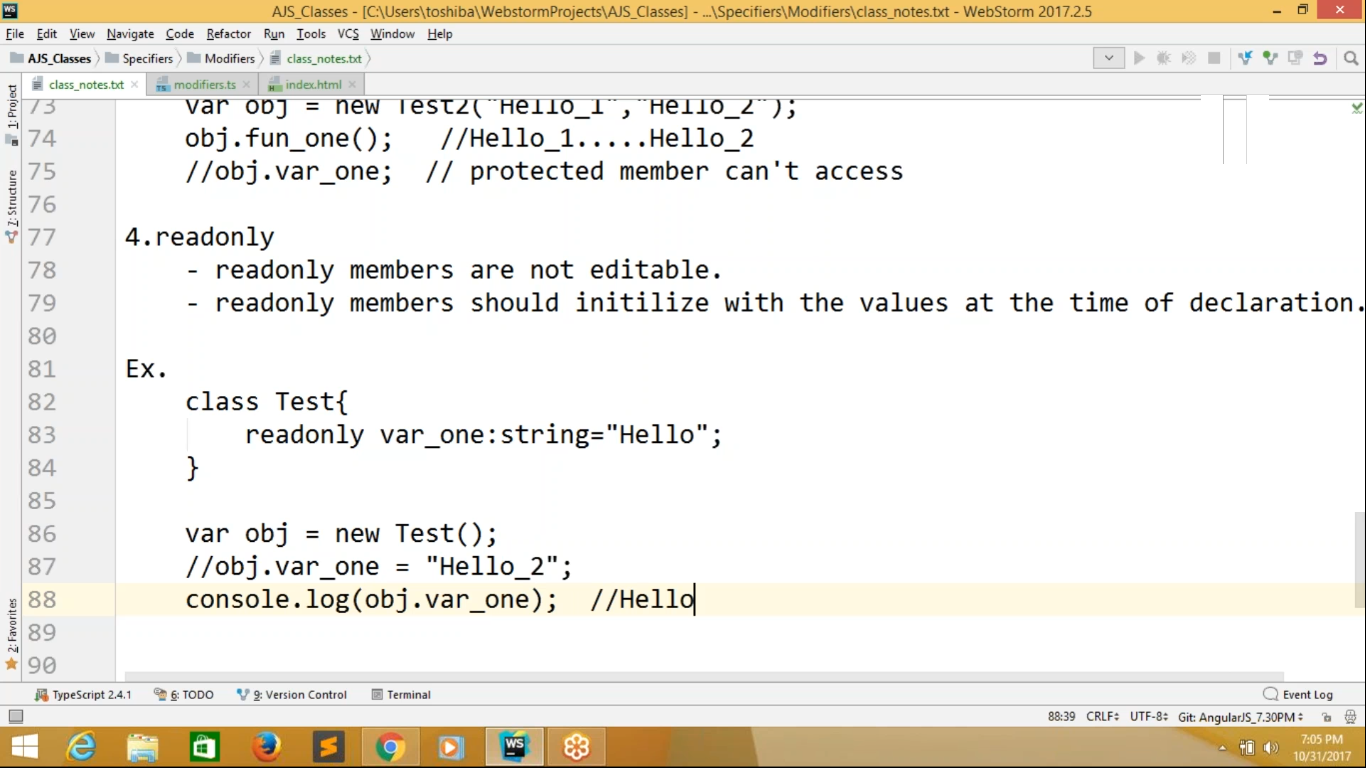 AJS_Classes - [C:\Users\toshiba\WebstormProjects\AJS_Classes] - ...\Specifiers\Modifiers\class_notes.txt - WebStorm 2017.2.5
File Edit View Navigate Code Refactor Run Tools VCS Window Help
AJS_Classes Specifiers Modifiers class_notes.txt
class_notes.txt modifiers.ts index.html
1: Project
7: Structure
2: Favorites
73 var obj = new Test2("Hello_1","Hello_2");
74 obj.fun_one(); //Hello_1.....Hello_2
75 //obj.var_one; // protected member can't access
76
77 4.readonly
78 - readonly members are not editable.
79 - readonly members should initilize with the values at the time of declaration.
80
81 Ex.
82 class Test{
83 readonly var_one:string="Hello";
84 }
85
86 var obj = new Test();
87 //obj.var_one = "Hello_2";
88 console.log(obj.var_one); //Hello
89
90
TypeScript 2.4.1 6: TODO 9: Version Control Terminal Event Log
88:39 CRLF UTF-8 Git: AngularJS_7.30PM
WS
7:05 PM
10/31/2017